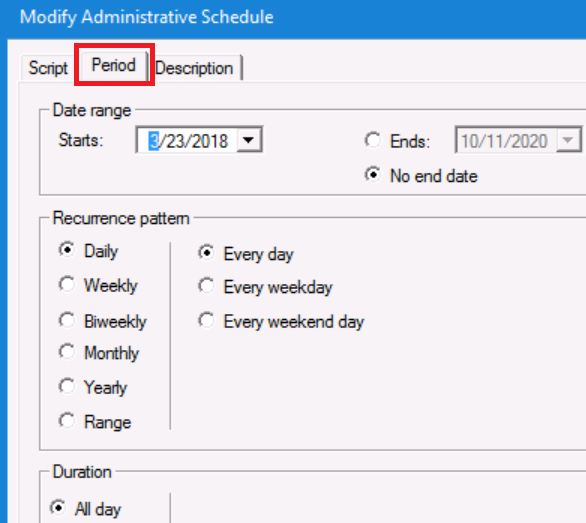 Modify Administrative Schedule
Script Period Description
Date range
Starts: 3/23/2018 Ends: 10/11/2020
No end date
Recurrence pattern
Daily Every day
Weekly Every weekday
Biweekly Every weekend day
Monthly
Yearly
Range
Duration
All day